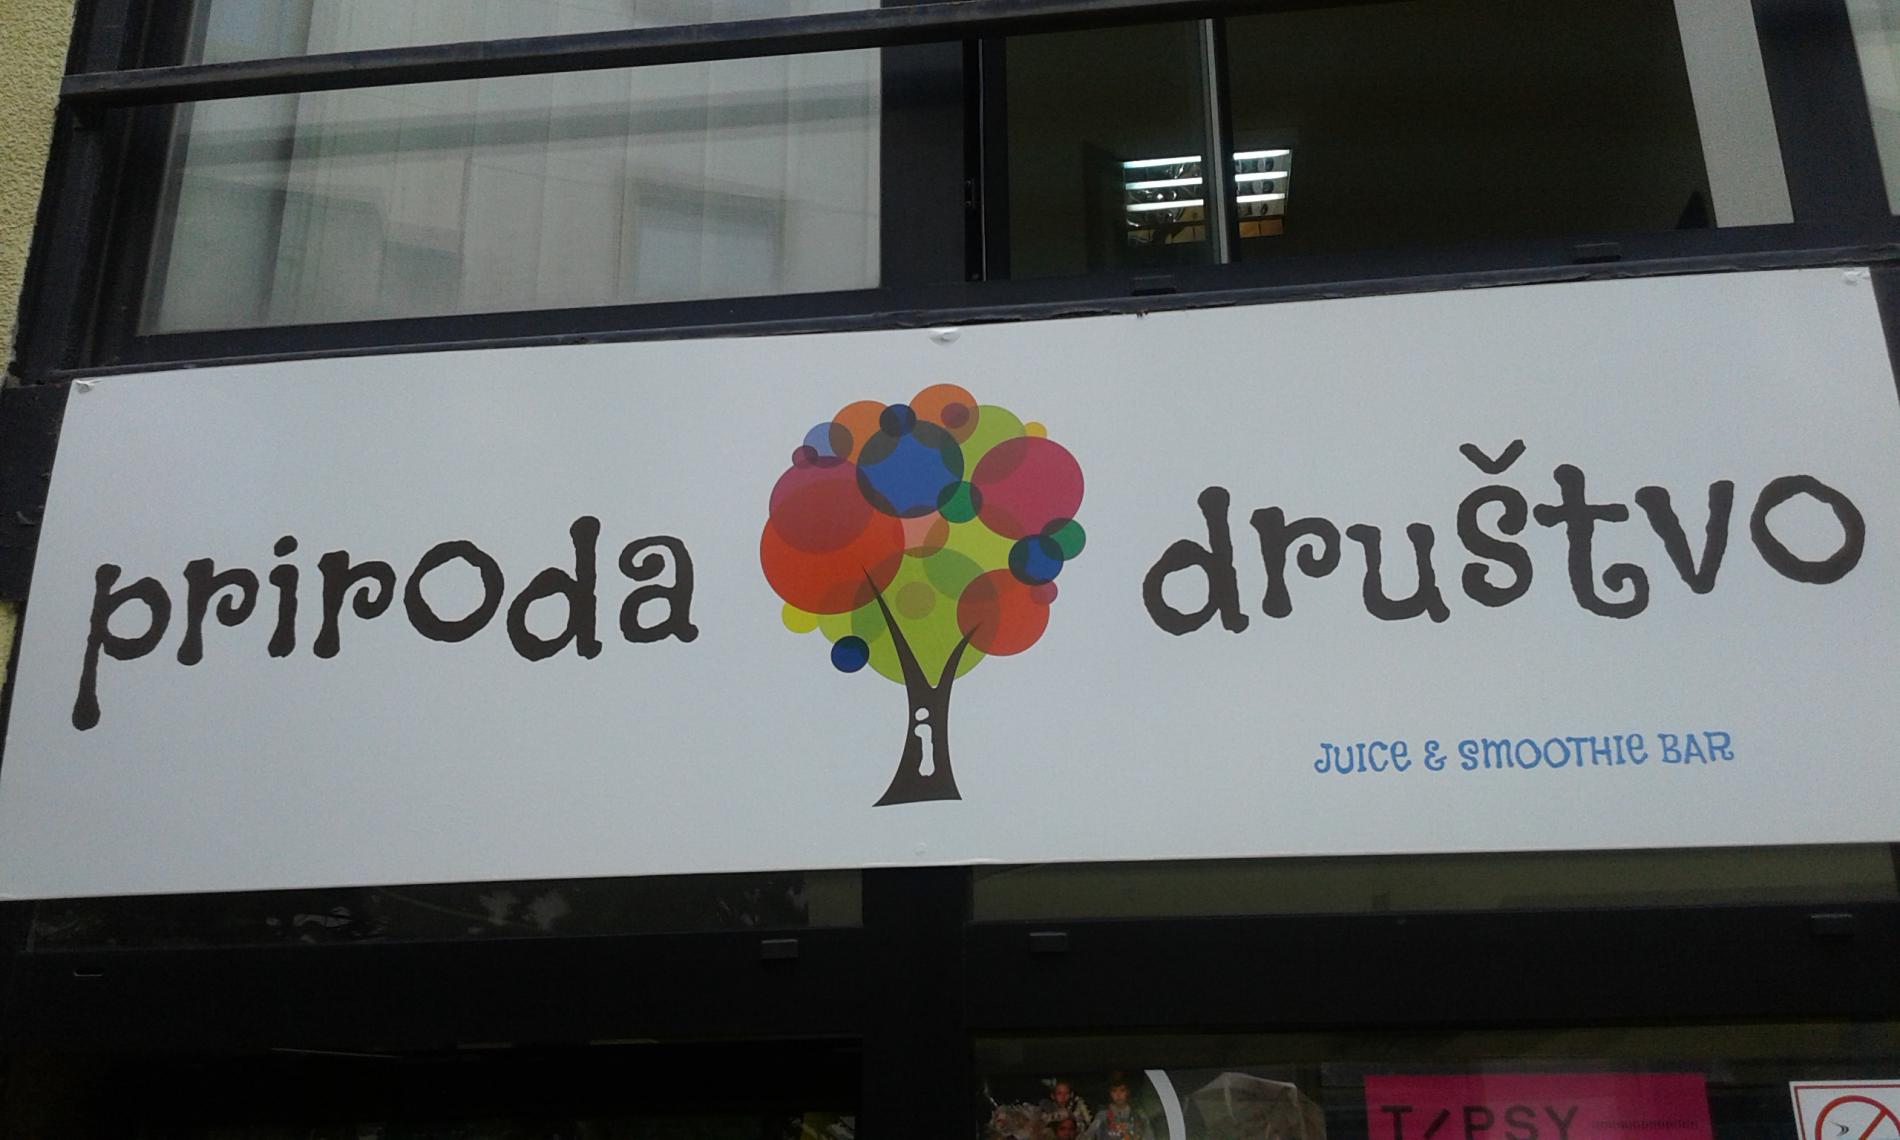 priroda i društvo
JUICE & SMOOTHIE BAR